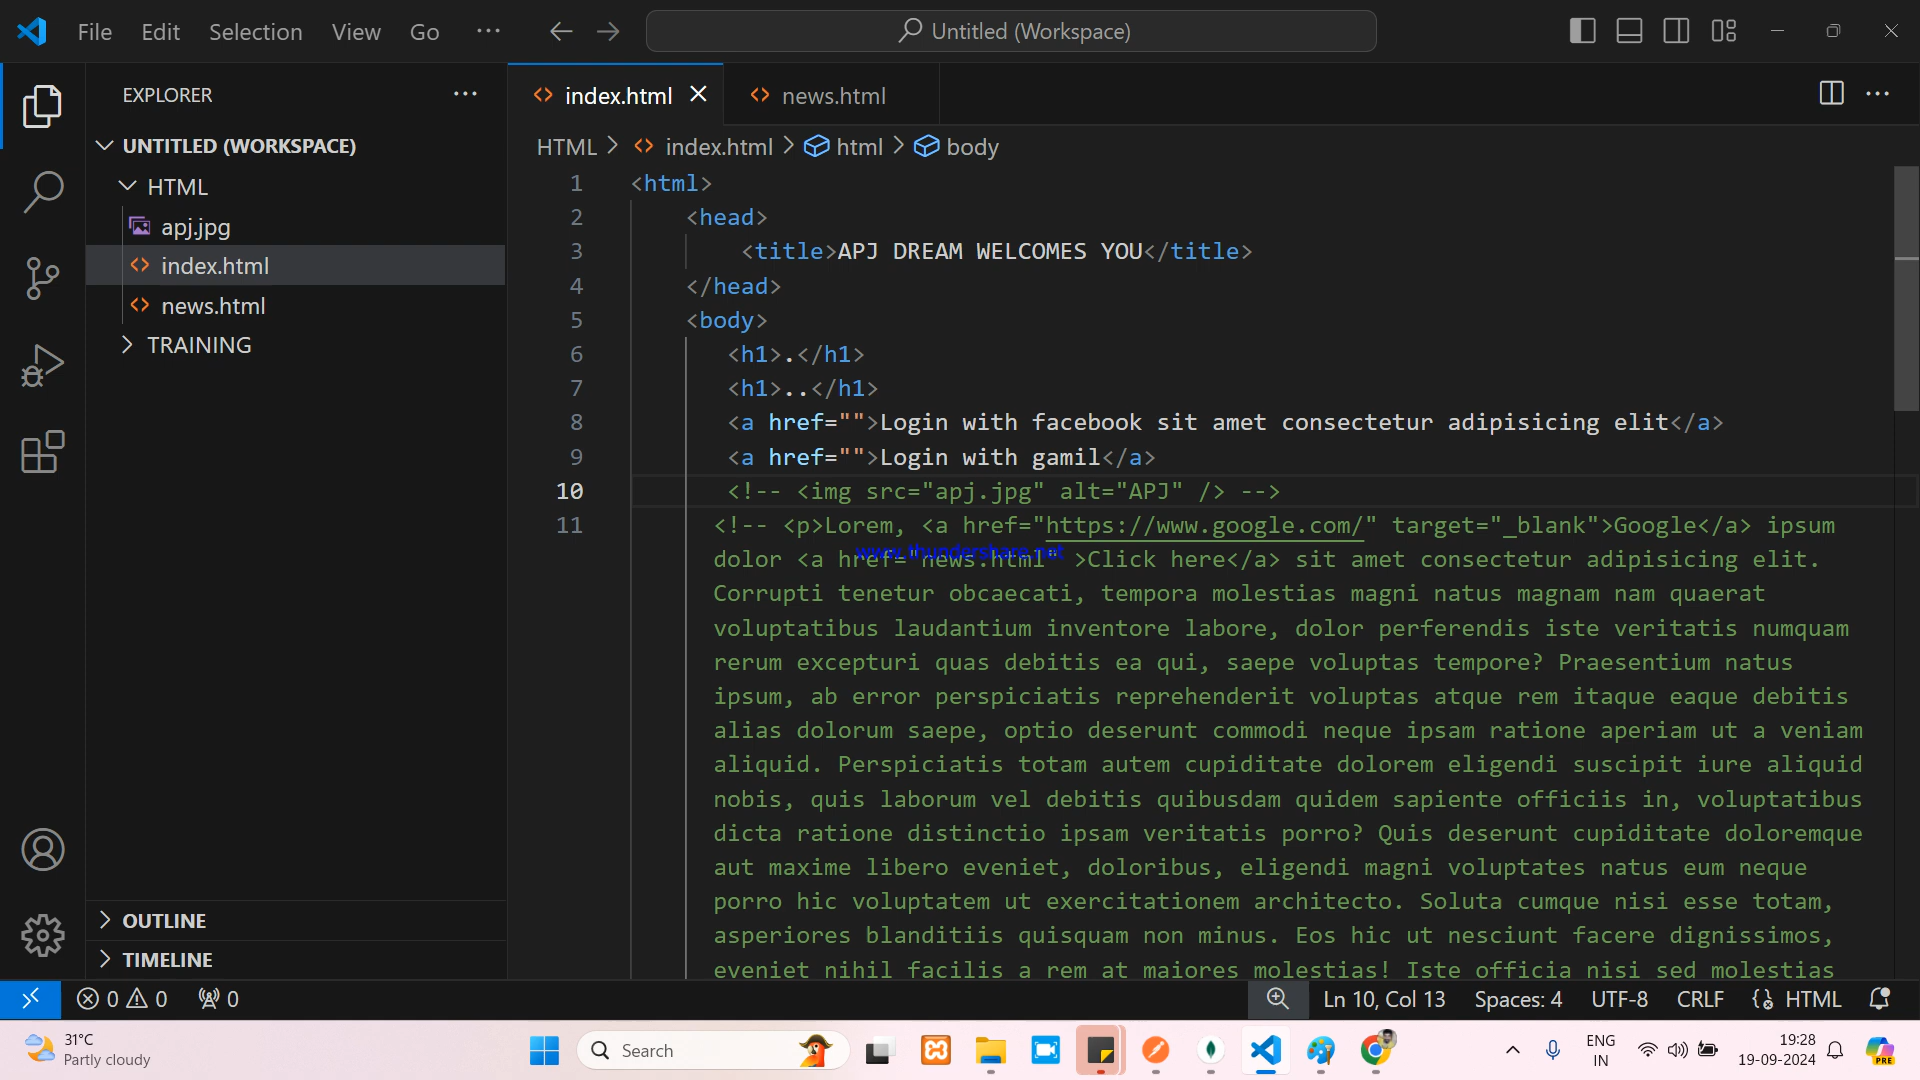 File Edit Selection View Go ··· Untitled (Workspace)
EXPLORER ···
UNTITLED (WORKSPACE)
HTML
apj.jpg
index.html
news.html
TRAINING
OUTLINE
TIMELINE
index.html news.html
HTML > index.html > html > body
1 <html>
2 <head>
3 <title>APJ DREAM WELCOMES YOU</title>
4 </head>
5 <body>
6 <h1>.</h1>
7 <h1>..</h1>
8 <a href="">Login with facebook sit amet consectetur adipisicing elit</a>
9 <a href="">Login with gamil</a>
10 <!-- <img src="apj.jpg" alt="APJ" /> -->
11 <!-- <p>Lorem, <a href="https://www.google.com/" target="_blank">Google</a> ipsum
www.thundershare.net
dolor <a href="news.html" >Click here</a> sit amet consectetur adipisicing elit.
Corrupti tenetur obcaecati, tempora molestias magni natus magnam nam quaerat
voluptatibus laudantium inventore labore, dolor perferendis iste veritatis numquam
rerum excepturi quas debitis ea qui, saepe voluptas tempore? Praesentium natus
ipsum, ab error perspiciatis reprehenderit voluptas atque rem itaque eaque debitis
alias dolorum saepe, optio deserunt commodi neque ipsam ratione aperiam ut a veniam
aliquid. Perspiciatis totam autem cupiditate dolorem eligendi suscipit iure aliquid
nobis, quis laborum vel debitis quibusdam quidem sapiente officiis in, voluptatibus
dicta ratione distinctio ipsam veritatis porro? Quis deserunt cupiditate doloremque
aut maxime libero eveniet, doloribus, eligendi magni voluptates natus eum neque
porro hic voluptatem ut exercitationem architecto. Soluta cumque nisi esse totam,
asperiores blanditiis quisquam non minus. Eos hic ut nesciunt facere dignissimos,
eveniet nihil facilis a rem at maiores molestias! Iste officia nisi sed molestias
0 0 0 Ln 10, Col 13 Spaces: 4 UTF-8 CRLF HTML
31°C
Partly cloudy
Search
ENG
IN
19:28
19-09-2024
PRE